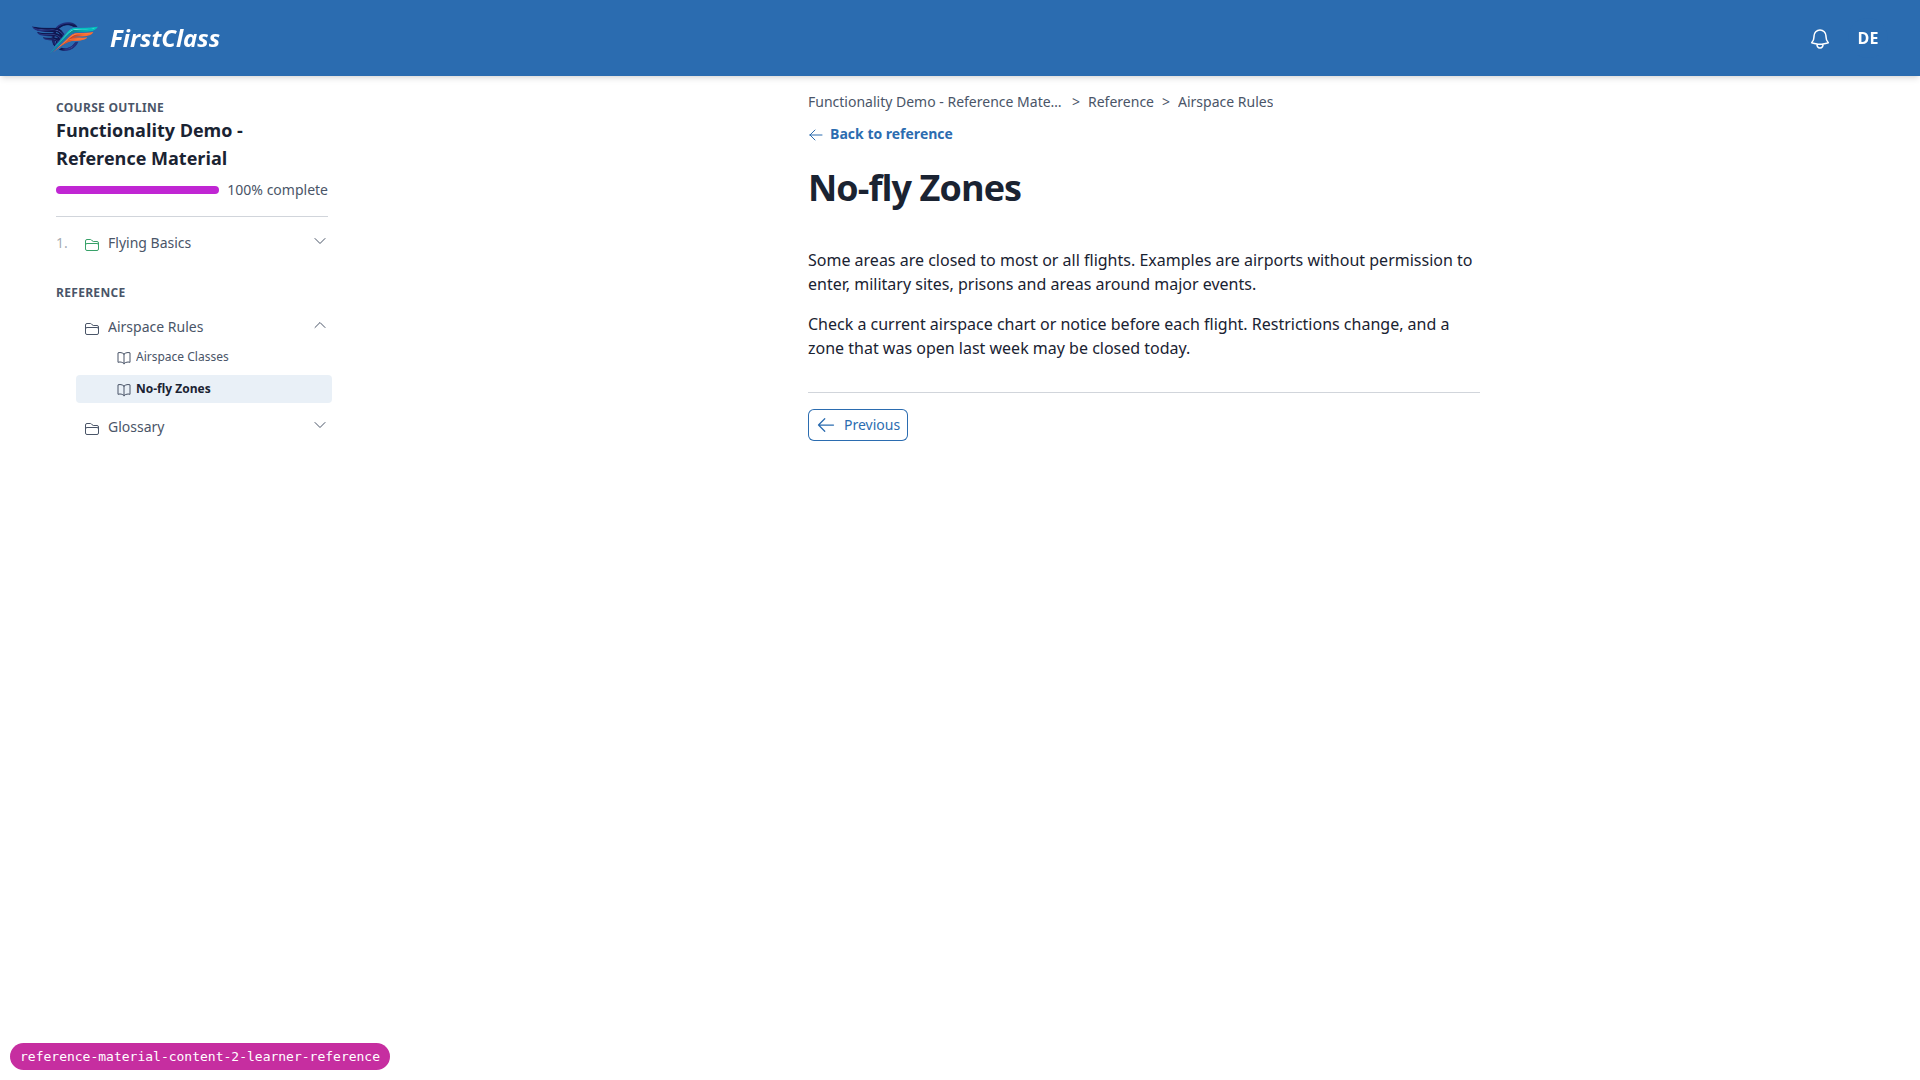 FirstClass
DE
COURSE OUTLINE
Functionality Demo -
Reference Material
100% complete
1. Flying Basics
REFERENCE
Airspace Rules
Airspace Classes
No-fly Zones
Glossary
Functionality Demo - Reference Mate... > Reference > Airspace Rules
Back to reference
No-fly Zones
Some areas are closed to most or all flights. Examples are airports without permission to
enter, military sites, prisons and areas around major events.
Check a current airspace chart or notice before each flight. Restrictions change, and a
zone that was open last week may be closed today.
Previous
reference-material-content-2-learner-reference